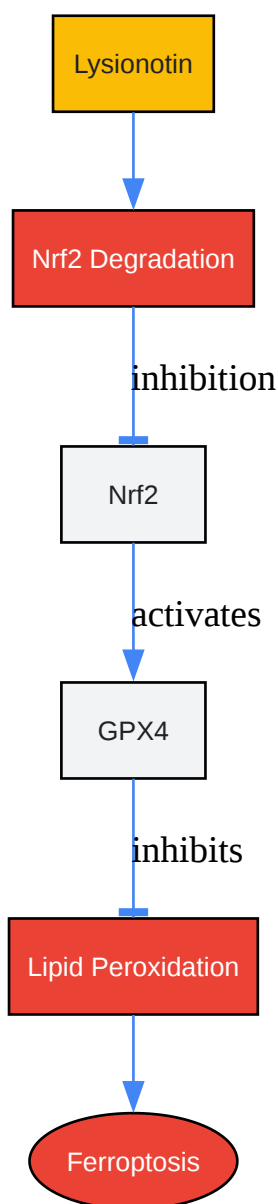 Lysionotin
Nrf2 Degradation
inhibition
Nrf2
activates
GPX4
inhibits
Lipid Peroxidation
Ferroptosis